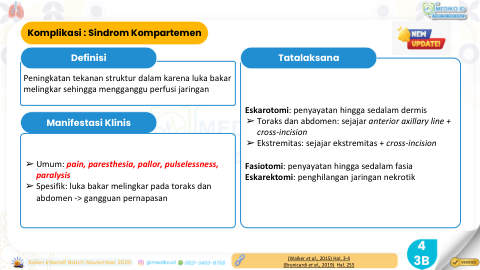 MEDIKO.ID
Komplikasi : Sindrom Kompartemen
NEW
UPDATE!
Definisi
Peningkatan tekanan struktur dalam karena luka bakar
melingkar sehingga mengganggu perfusi jaringan
Manifestasi Klinis
➢ Umum: pain, paresthesia, pallor, pulselessness,
paralysis
➢ Spesifik: luka bakar melingkar pada toraks dan
abdomen -> gangguan pernapasan
Tatalaksana
Eskarotomi: penyayatan hingga sedalam dermis
➢ Toraks dan abdomen: sejajar anterior axillary line +
cross-incision
➢ Ekstremitas: sejajar ekstremitas + cross-incision
Fasiotomi: penyayatan hingga sedalam fasia
Eskarektomi: penghilangan jaringan nekrotik
4
3B
(Walker et al., 2015) Hal. 3-4
(Brunicardi et al., 2019). Hal. 255